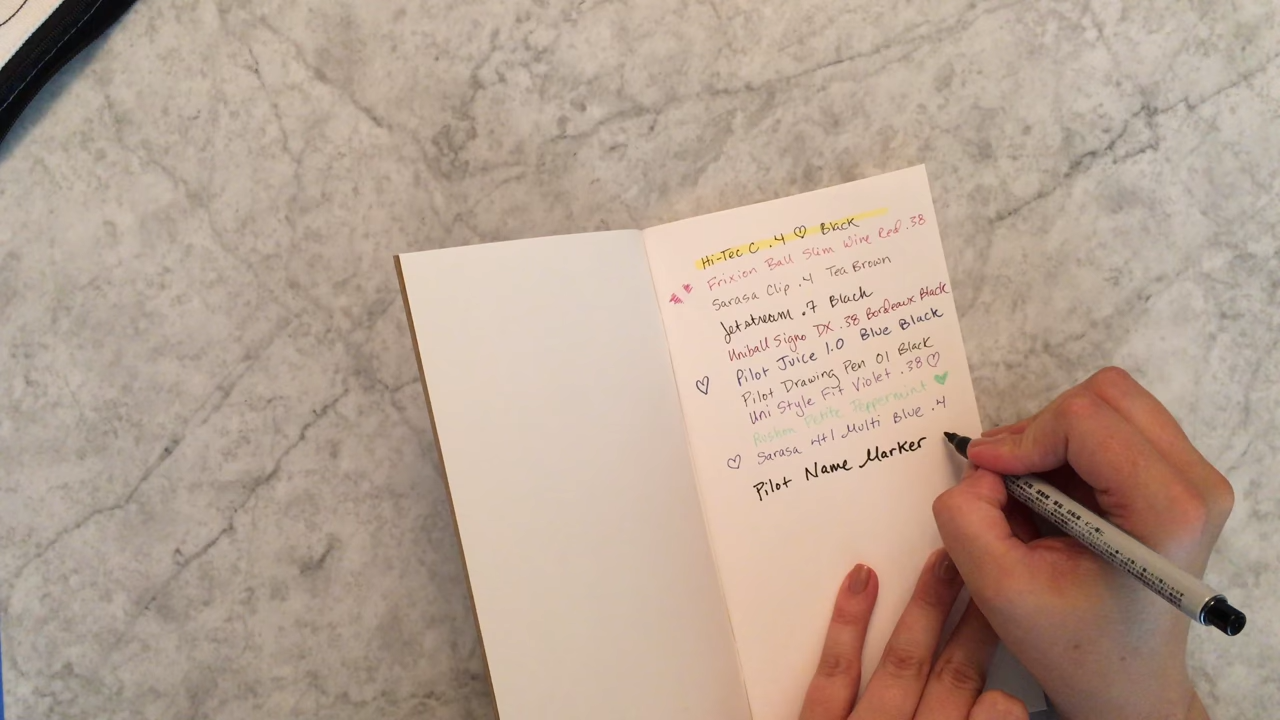 Hi-Tec C .4 ♡ Black
Frixion Ball Slim Wine Red .38
Sarasa Clip .4 Tea Brown
Jetstream .7 Black
Uniball Signo DX .38 Bordeaux Black
Pilot Juice 1.0 Blue Black
Pilot Drawing Pen 01 Black
Uni Style Fit Violet .38 ♡
Petite Peppermint
Sarasa 4+1 Multi Blue .4
Pilot Name Marker